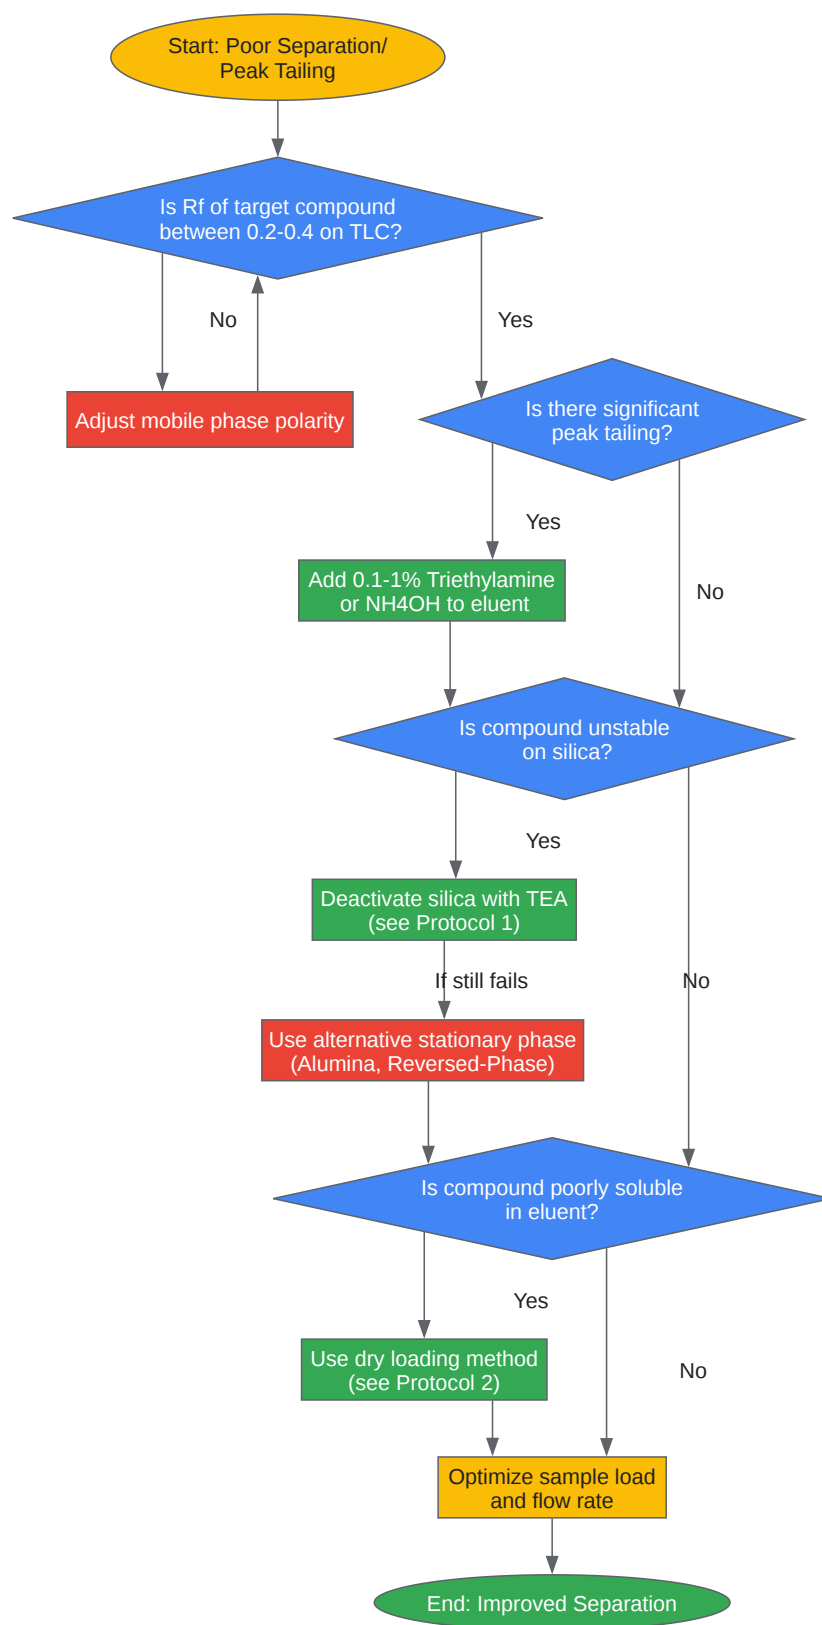 Start: Poor Separation/
Peak Tailing
Is Rf of target compound
between 0.2-0.4 on TLC?
No
Yes
Adjust mobile phase polarity
Is there significant
peak tailing?
Yes
No
Add 0.1-1% Triethylamine
or NH4OH to eluent
Is compound unstable
on silica?
Yes
No
Deactivate silica with TEA
(see Protocol 1)
If still fails
Use alternative stationary phase
(Alumina, Reversed-Phase)
Is compound poorly soluble
in eluent?
Yes
No
Use dry loading method
(see Protocol 2)
Optimize sample load
and flow rate
End: Improved Separation